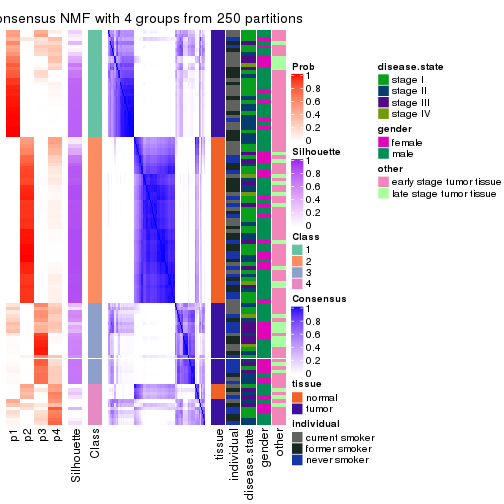 onsensus NMF with 4 groups from 250 partitions
Prob
1
0.8
0.6
0.4
0.2
0
Silhouette
1
0.8
0.6
0.4
0.2
0
Class
1
2
3
4
Consensus
1
0.8
0.6
0.4
0.2
0
tissue
normal
tumor
individual
current smoker
former smoker
never smoker
disease.state
stage I
stage II
stage III
stage IV
gender
female
male
other
early stage tumor tissue
late stage tumor tissue
p1
p2
p3
p4
Silhouette
Class
tissue
individual
disease.state
gender
other